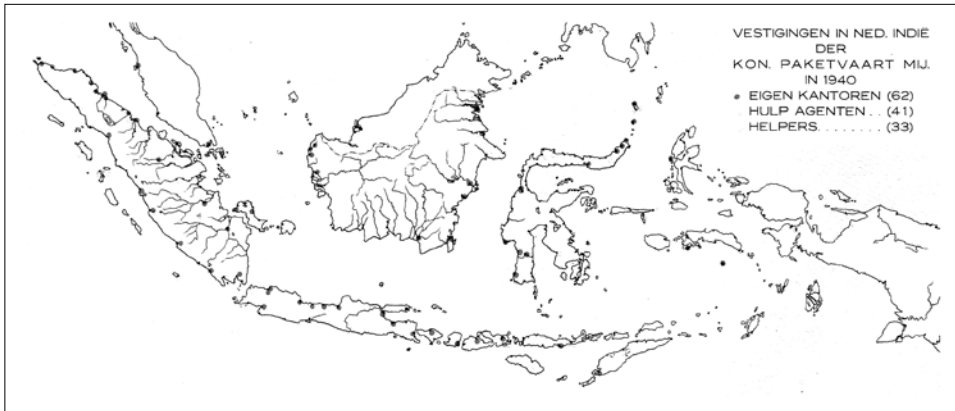 VESTIGINGEN IN NED. INDIË
DER
KON. PAKETVAART MIJ.
IN 1940
EIGEN KANTOREN (62)
HULP AGENTEN . . (41)
HELPERS. . . . . . . . (33)